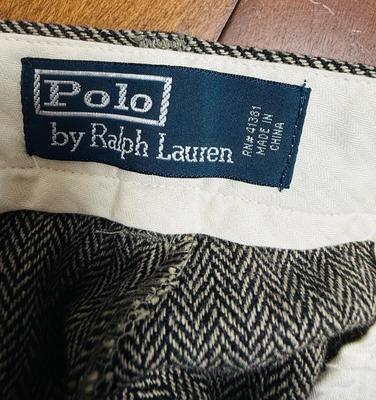 Polo
by Ralph Lauren
RN# 41381
MADE IN
CHINA